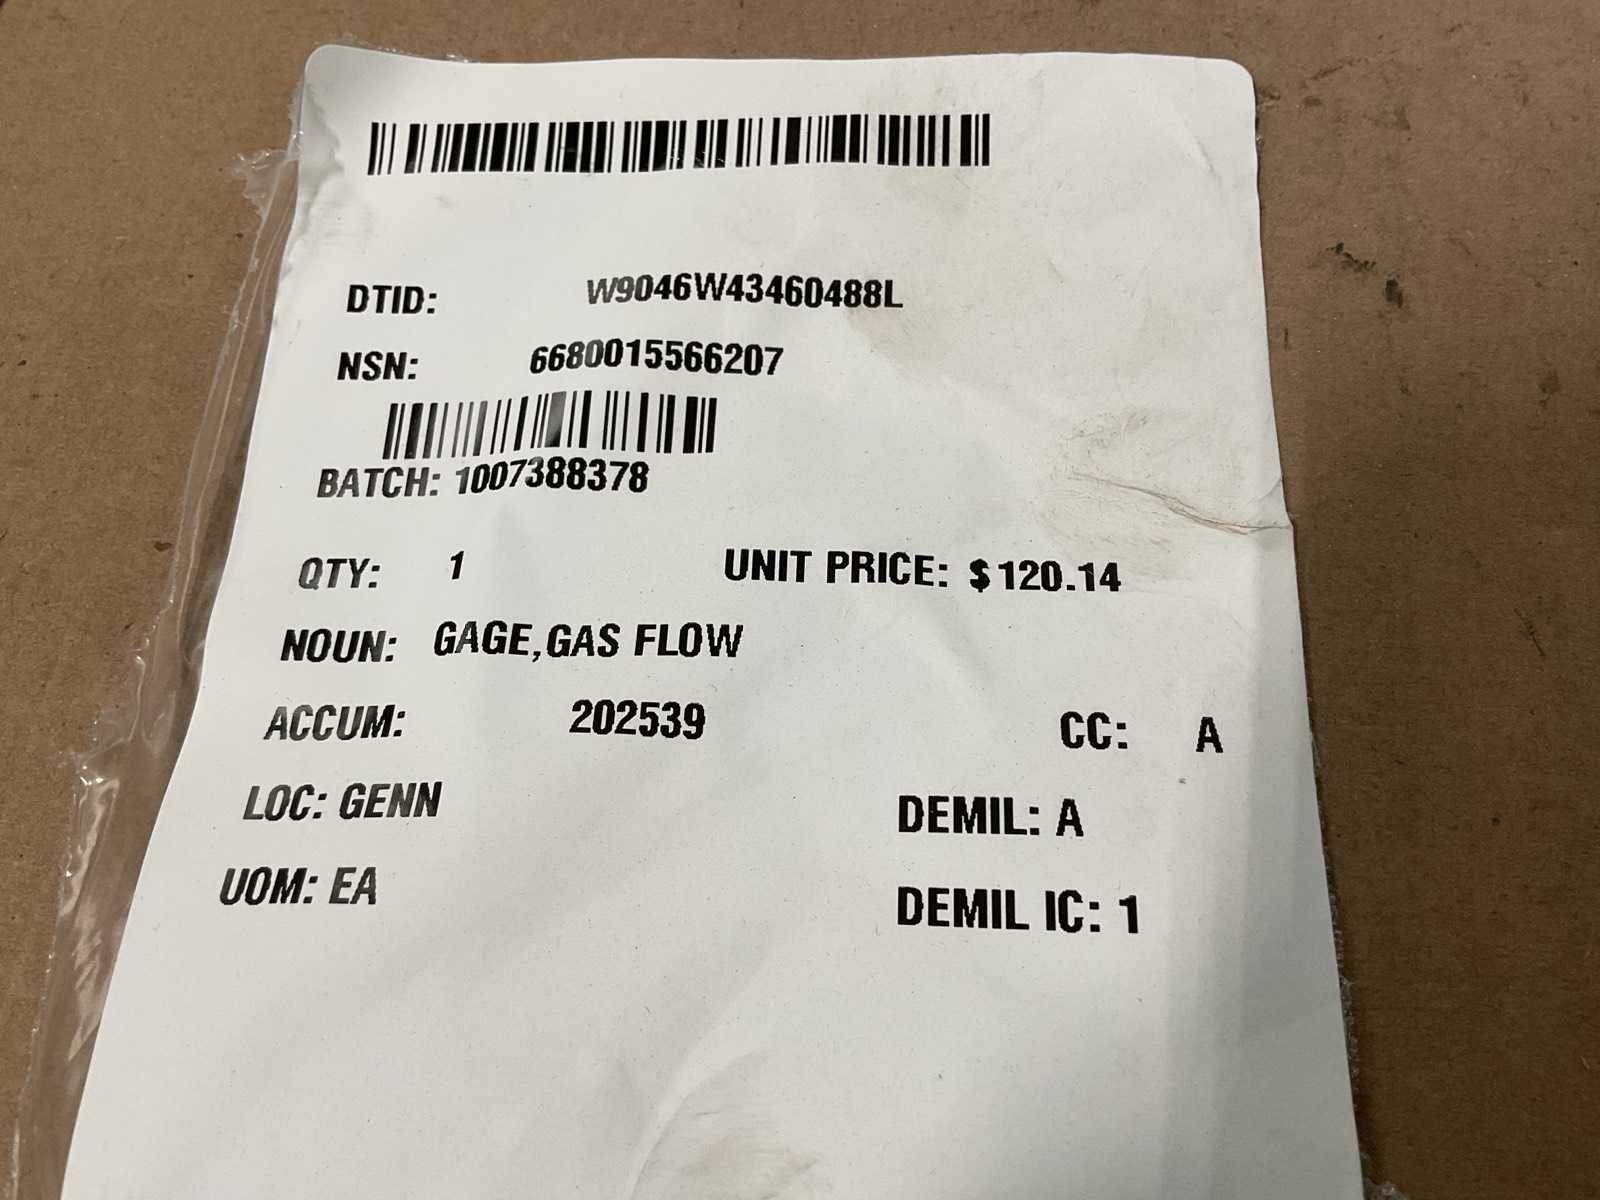 DTID: W9046W43460488L
NSN: 6680015566207
BATCH: 1007388378
QTY: 1 UNIT PRICE: $120.14
NOUN: GAGE,GAS FLOW
ACCUM: 202539 CC: A
LOC: GENN DEMIL: A
UOM: EA DEMIL IC: 1